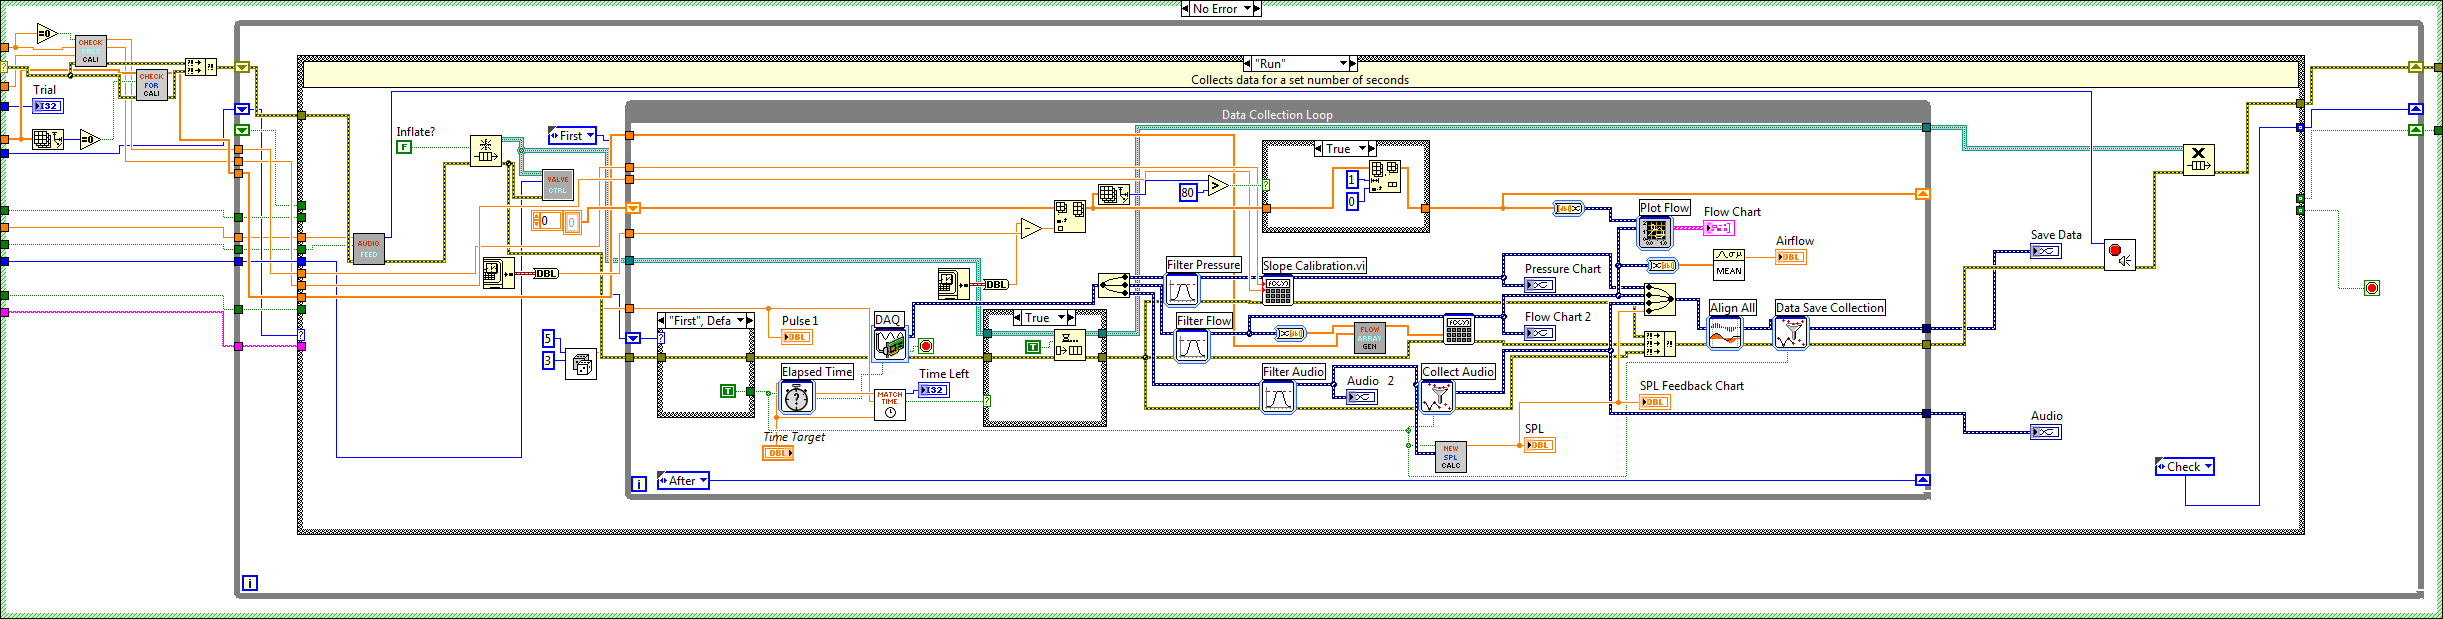 No Error
"Run"
Collects data for a set number of seconds
=0
CHECK
CALI
CHECK
FOR
CALI
Trial
I32
=0
Inflate?
F
First
VALVE
CTRL
0
0
AUDIO
FEED
DBL
Data Collection Loop
True
1
0
80
>
Plot Flow
Flow Chart
Airflow
DBL
MEAN
Save Data
DBL
Filter Pressure
Slope Calibration.vi
Pressure Chart
Filter Flow
FLOW
ARRAY
GEN
Flow Chart 2
Align All
Data Save Collection
"First", Defa
Pulse 1
DBL
DAQ
True
T
5
3
T
Elapsed Time
Time Left
I32
MATCH
TIME
Time Target
DBL
Filter Audio
Audio 2
Collect Audio
SPL Feedback Chart
DBL
Audio
NEW
SPL
CALC
SPL
DBL
After
i
Check
i